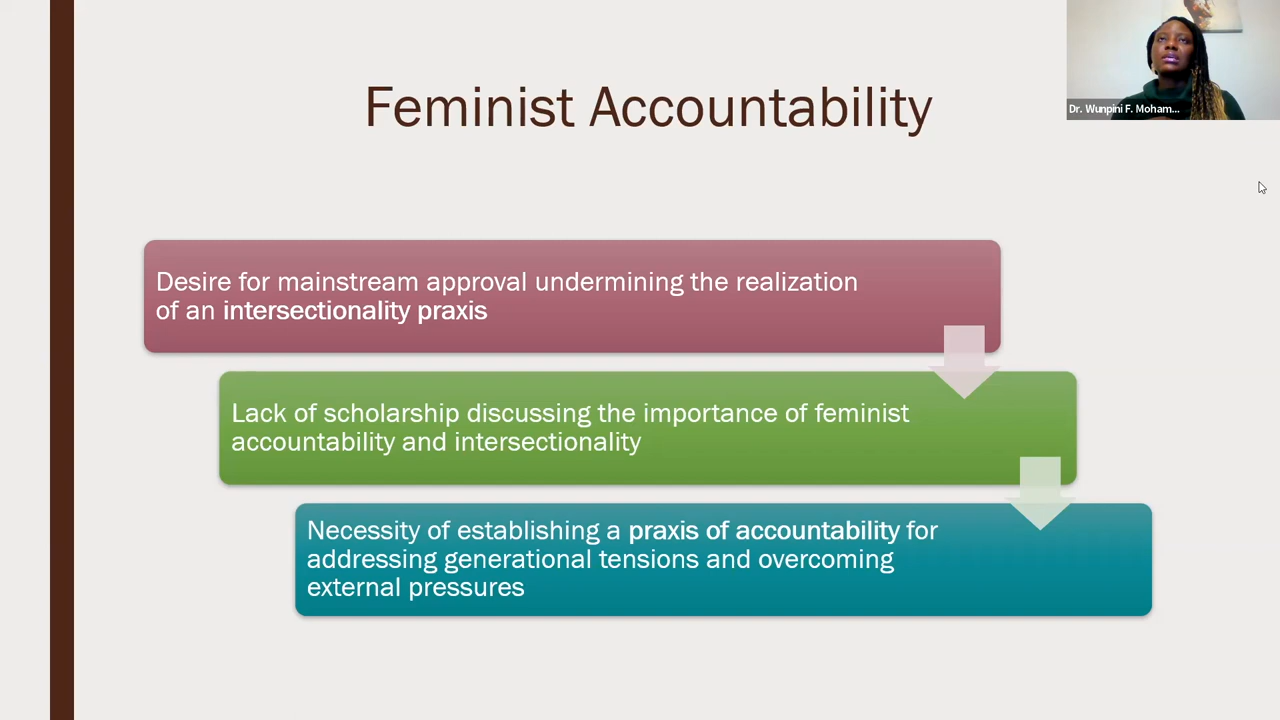 Feminist Accountability
Dr. Wunpini F. Moham...
Desire for mainstream approval undermining the realization
of an intersectionality praxis
Lack of scholarship discussing the importance of feminist
accountability and intersectionality
Necessity of establishing a praxis of accountability for
addressing generational tensions and overcoming
external pressures